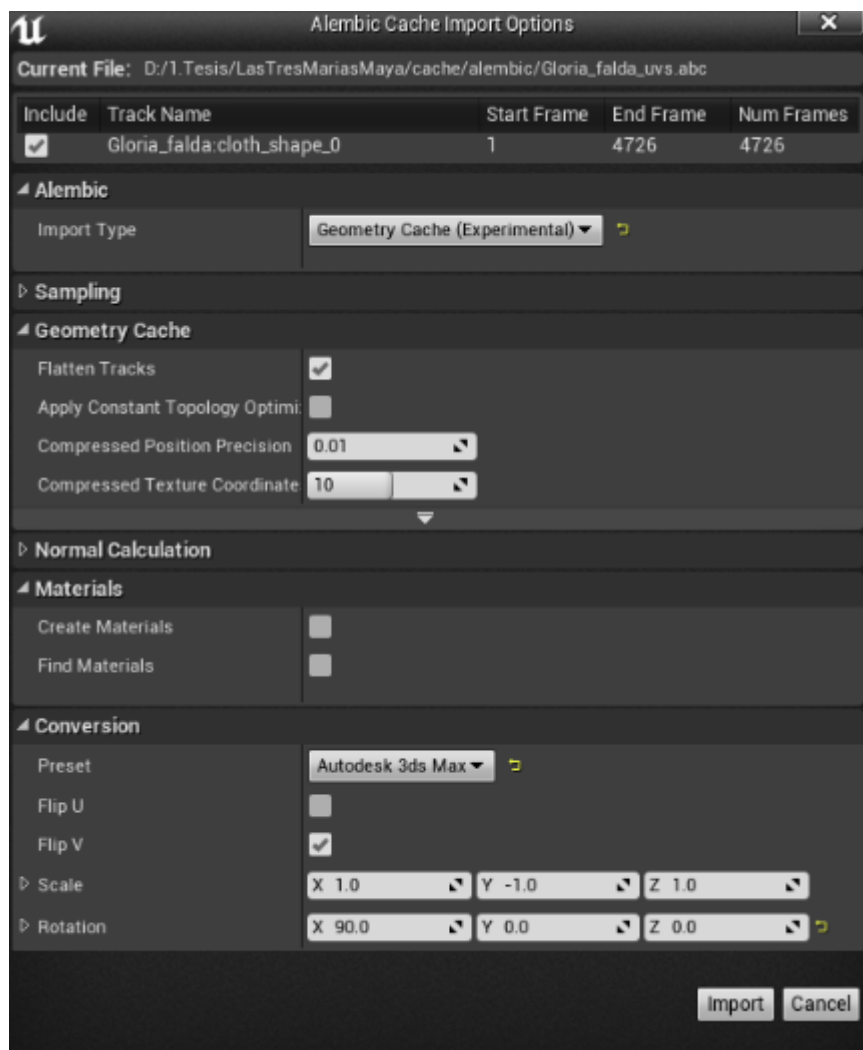 Alembic Cache Import Options
Current File: D:/1.Tesis/LasTresMariasMaya/cache/alembic/Gloria_falda_uvs.abc
Include Track Name Start Frame End Frame Num Frames
Gloria_falda:cloth_shape_0 1 4726 4726
Alembic
Import Type Geometry Cache (Experimental)
Sampling
Geometry Cache
Flatten Tracks
Apply Constant Topology Optimi
Compressed Position Precision 0.01
Compressed Texture Coordinate 10
Normal Calculation
Materials
Create Materials
Find Materials
Conversion
Preset Autodesk 3ds Max
Flip U
Flip V
Scale X 1.0 Y -1.0 Z 1.0
Rotation X 90.0 Y 0.0 Z 0.0
Import Cancel